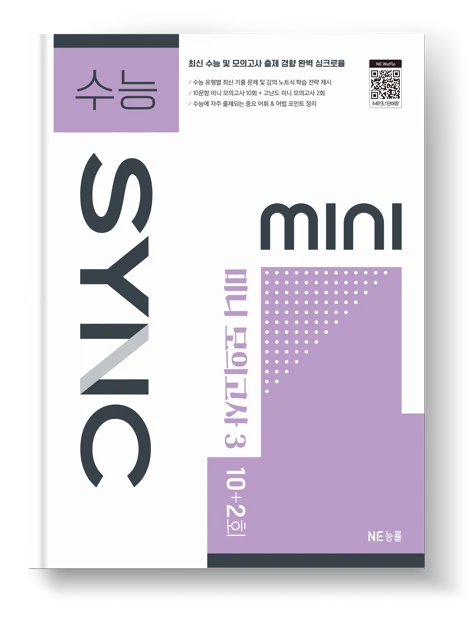 수능
최신 수능 및 모의고사 출제 경향 완벽 싱크로율
✓ 수능 유형별 최신 기출 문제 및 강의 노트식 학습 전략 제시
✓ 10문항 미니 모의고사 10회 + 고난도 미니 모의고사 2회
✓ 수능에 자주 출제되는 중요 어휘 & 어법 포인트 정리
NE Waffle
MP3 / 단어장
SYNC
mini
미니 모의고사 3
10+2회
NE능률